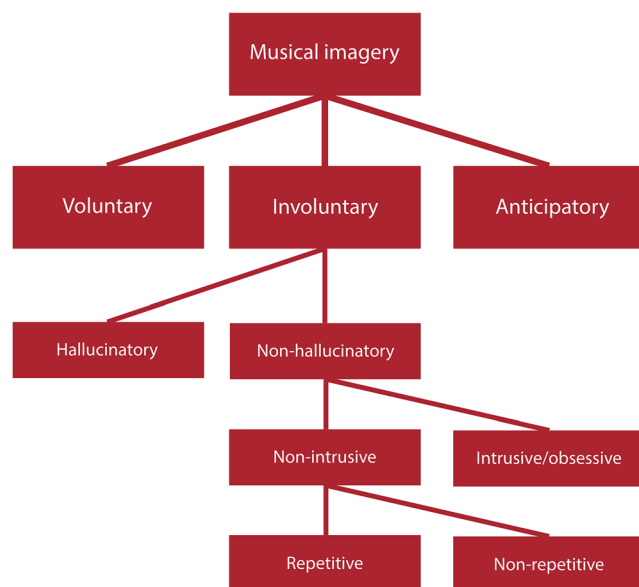 Musical imagery
Voluntary
Involuntary
Anticipatory
Hallucinatory
Non-hallucinatory
Non-intrusive
Intrusive/obsessive
Repetitive
Non-repetitive